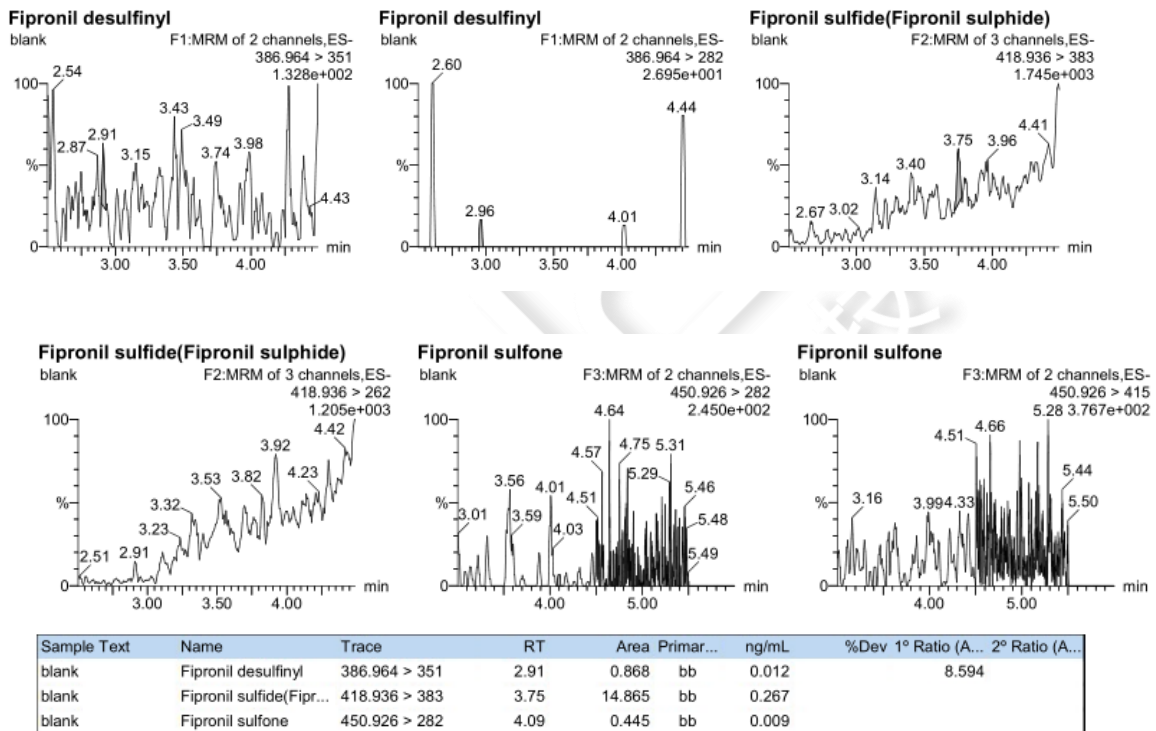 Fipronil desulfinyl
blank
F1:MRM of 2 channels,ES-
386.964 > 351
1.328e+002
100
%
0
2.54
2.87
2.91
3.15
3.43
3.49
3.74
3.98
4.43
min
3.00 3.50 4.00
Fipronil desulfinyl
blank
F1:MRM of 2 channels,ES-
386.964 > 282
2.695e+001
100
%
0
2.60
2.96
4.01
4.44
min
3.00 3.50 4.00
Fipronil sulfide(Fipronil sulphide)
blank
F2:MRM of 3 channels,ES-
418.936 > 383
1.745e+003
100
%
0
2.67
3.02
3.14
3.40
3.75
3.96
4.41
min
3.00 3.50 4.00
Fipronil sulfide(Fipronil sulphide)
blank
F2:MRM of 3 channels,ES-
418.936 > 262
1.205e+003
100
%
0
2.51
2.91
3.23
3.32
3.53
3.82
3.92
4.23
4.42
min
3.00 3.50 4.00
Fipronil sulfone
blank
F3:MRM of 2 channels,ES-
450.926 > 282
2.450e+002
100
%
0
3.01
3.56
3.59
4.01
4.03
4.51
4.57
4.64
4.75
5.29
5.31
5.46
5.48
5.49
min
4.00 5.00
Fipronil sulfone
blank
F3:MRM of 2 channels,ES-
450.926 > 415
5.28 3.767e+002
100
%
0
3.16
3.99
4.33
4.51
4.66
5.44
5.50
min
4.00 5.00
Sample Text Name Trace RT Area Primar... ng/mL %Dev 1º Ratio (A... 2º Ratio (A...
blank Fipronil desulfinyl 386.964 > 351 2.91 0.868 bb 0.012 8.594
blank Fipronil sulfide(Fipr... 418.936 > 383 3.75 14.865 bb 0.267
blank Fipronil sulfone 450.926 > 282 4.09 0.445 bb 0.009